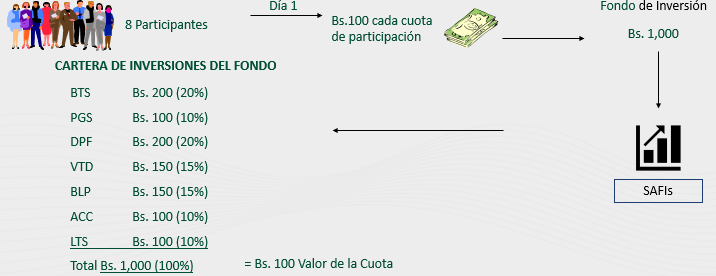 8 Participantes
Día 1
Bs.100 cada cuota
de participación
Fondo de Inversión
Bs. 1,000
CARTERA DE INVERSIONES DEL FONDO
BTS Bs. 200 (20%)
PGS Bs. 100 (10%)
DPF Bs. 200 (20%)
VTD Bs. 150 (15%)
BLP Bs. 150 (15%)
ACC Bs. 100 (10%)
LTS Bs. 100 (10%)
Total Bs. 1,000 (100%) = Bs. 100 Valor de la Cuota
SAFIs